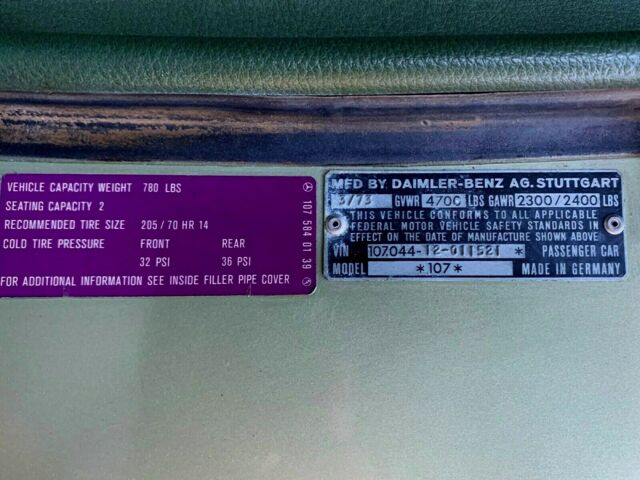 VEHICLE CAPACITY WEIGHT 780 LBS
SEATING CAPACITY 2
RECOMMENDED TIRE SIZE 205 / 70 HR 14
COLD TIRE PRESSURE FRONT REAR
32 PSI 36 PSI
FOR ADDITIONAL INFORMATION SEE INSIDE FILLER PIPE COVER
107 584 01 39
MFD BY DAIMLER-BENZ AG. STUTTGART
3/73 GVWR 4700 LBS GAWR 2300/2400 LBS
THIS VEHICLE CONFORMS TO ALL APPLICABLE
FEDERAL MOTOR VEHICLE SAFETY STANDARDS IN
EFFECT ON THE DATE OF MANUFACTURE SHOWN ABOVE
VIN 107.044-12-011521 * PASSENGER CAR
MODEL *107* MADE IN GERMANY